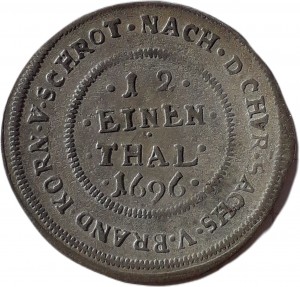 NACH · D · CHVR · SACHS · V · BRAND KORN · V · SCHROT ·
· 12 ·
· EINEN ·
THAL ·
· 1696 ·